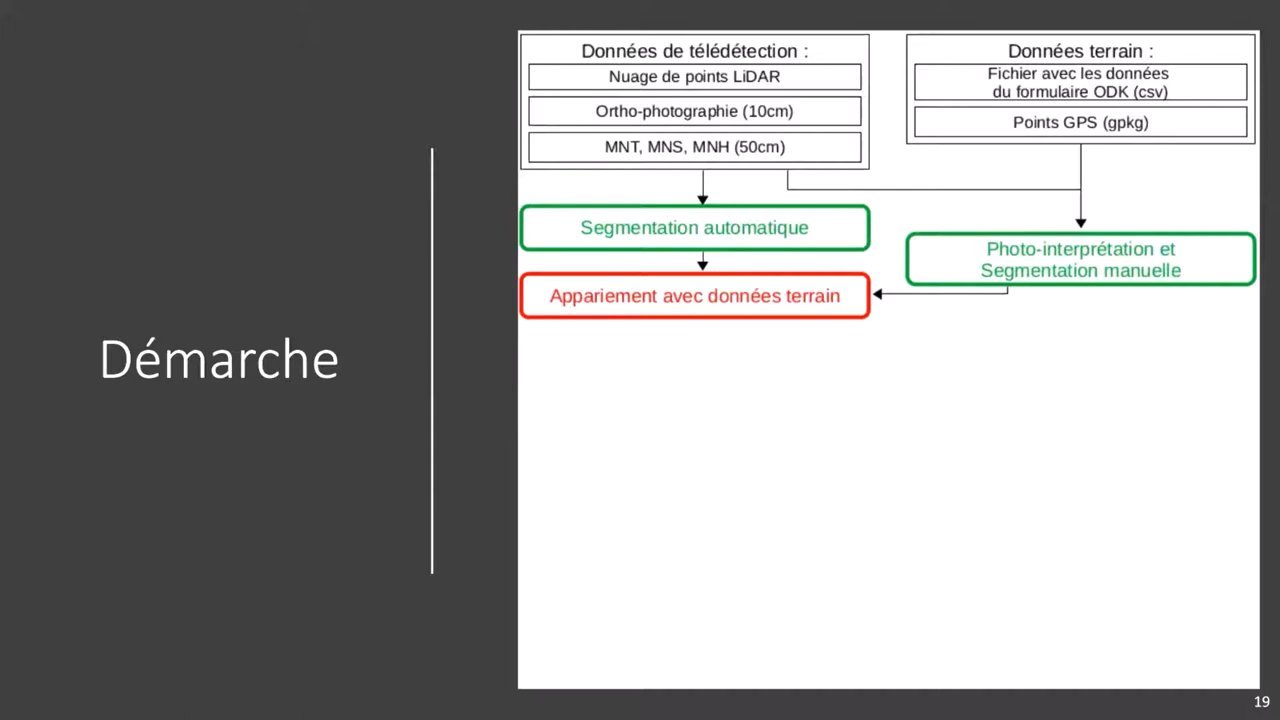 Démarche
Données de télédétection :
Nuage de points LiDAR
Ortho-photographie (10cm)
MNT, MNS, MNH (50cm)
Données terrain :
Fichier avec les données
du formulaire ODK (csv)
Points GPS (gpkg)
Segmentation automatique
Photo-interprétation et
Segmentation manuelle
Appariement avec données terrain
19